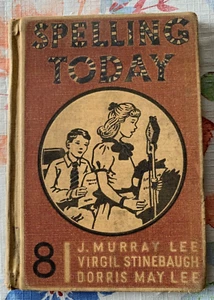 SPELLING
TODAY
8 J. MURRAY LEE
VIRGIL STINEBAUGH
DORRIS MAY LEE